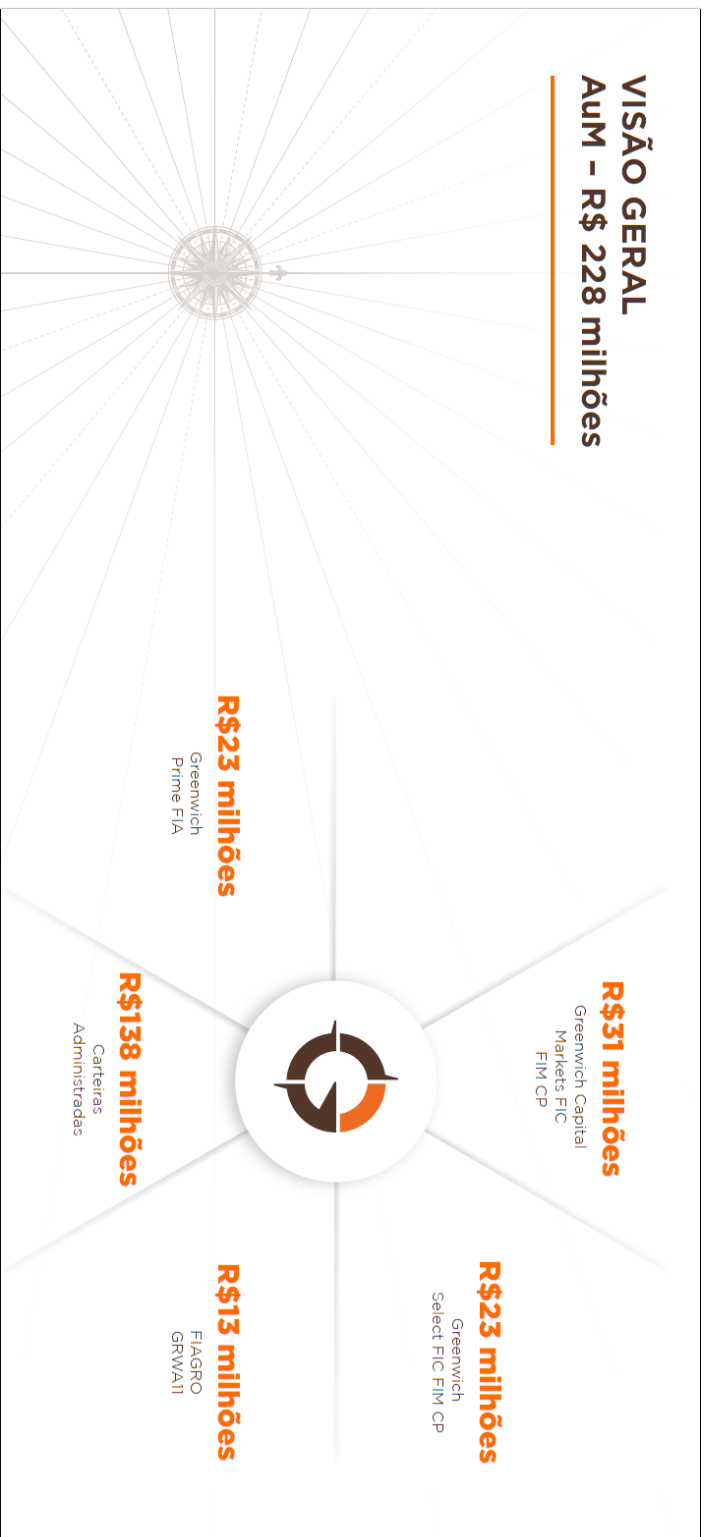 VISÃO GERAL
AuM – R$ 228 milhões
R$31 milhões
Greenwich Capital
Markets FIC
FIM CP
R$23 milhões
Greenwich
Select FIC FIM CP
R$23 milhões
Greenwich
Prime FIA
R$13 milhões
FIAGRO
GRWA11
R$138 milhões
Carteiras
Administradas